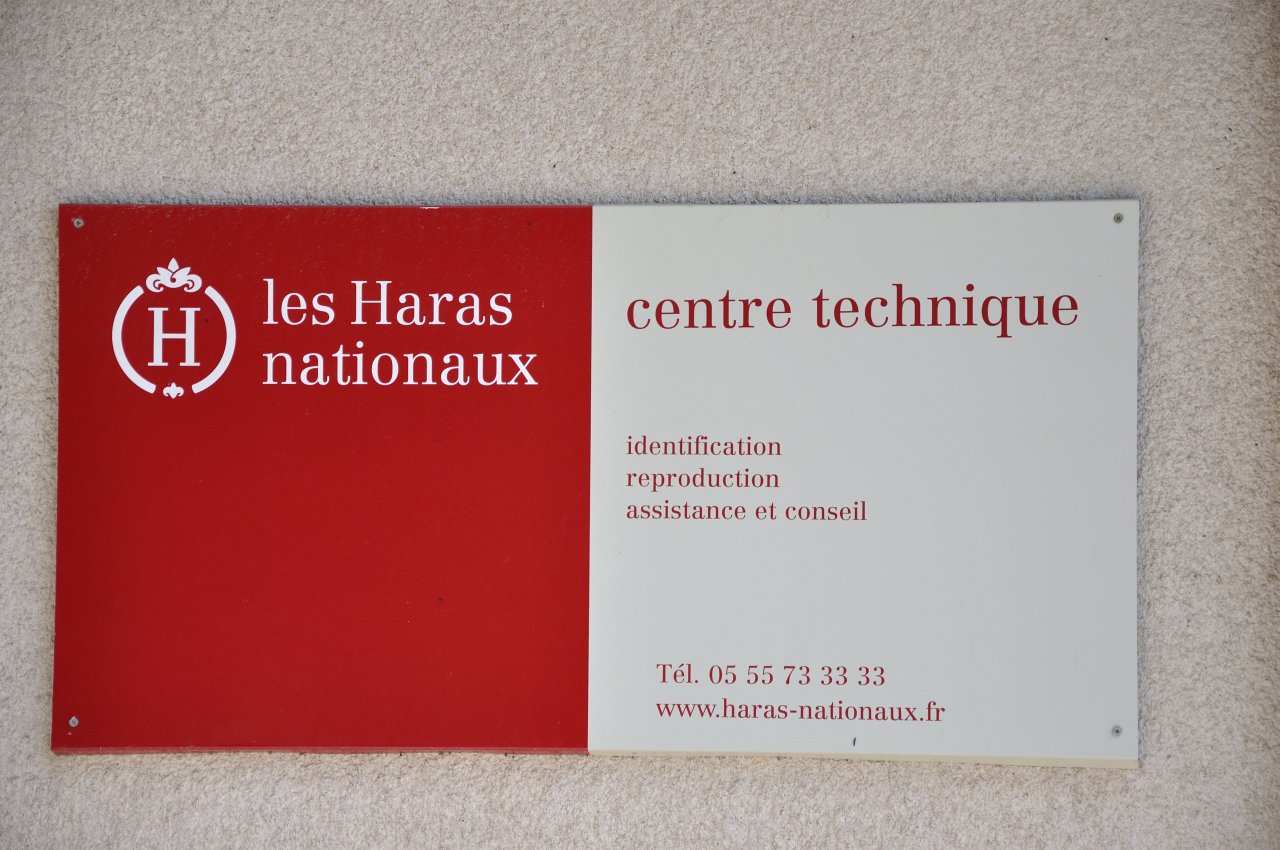 H
les Haras
nationaux
centre technique
identification
reproduction
assistance et conseil
Tél. 05 55 73 33 33
www.haras-nationaux.fr